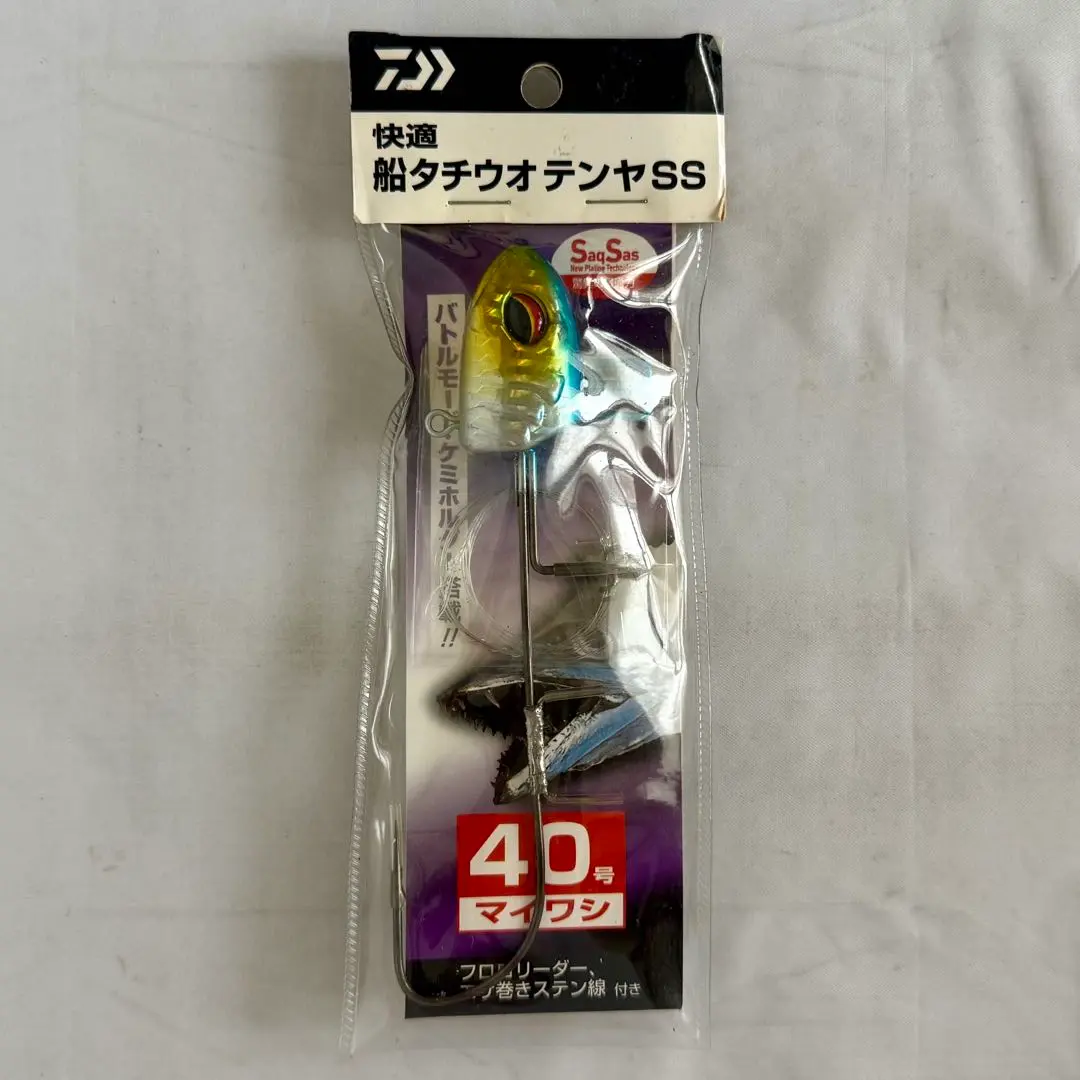 快適
船タチウオ テンヤSS
SaqSas
New Plating Technology
バトルモード・ケミホルダー搭載!!
40号
マイワシ
フロロリーダー、
エサ巻きステン線 付き